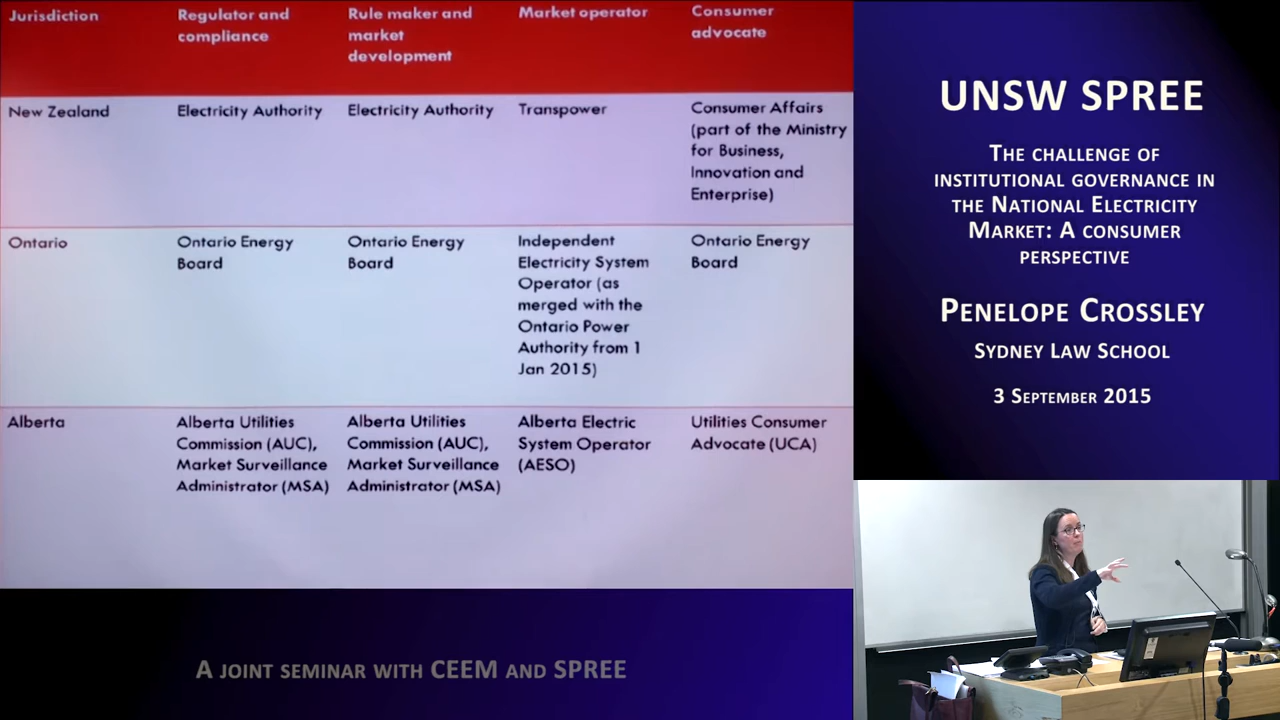 Jurisdiction
Regulator and
compliance
Rule maker and
market
development
Market operator
Consumer
advocate
New Zealand
Electricity Authority
Electricity Authority
Transpower
Consumer Affairs
(part of the Ministry
for Business,
Innovation and
Enterprise)
Ontario
Ontario Energy
Board
Ontario Energy
Board
Independent
Electricity System
Operator (as
merged with the
Ontario Power
Authority from 1
Jan 2015)
Ontario Energy
Board
Alberta
Alberta Utilities
Commission (AUC),
Market Surveillance
Administrator (MSA)
Alberta Utilities
Commission (AUC),
Market Surveillance
Administrator (MSA)
Alberta Electric
System Operator
(AESO)
Utilities Consumer
Advocate (UCA)
UNSW SPREE
The challenge of
institutional governance in
the National Electricity
Market: A consumer
perspective
Penelope Crossley
Sydney Law School
3 September 2015
A joint seminar with CEEM and SPREE